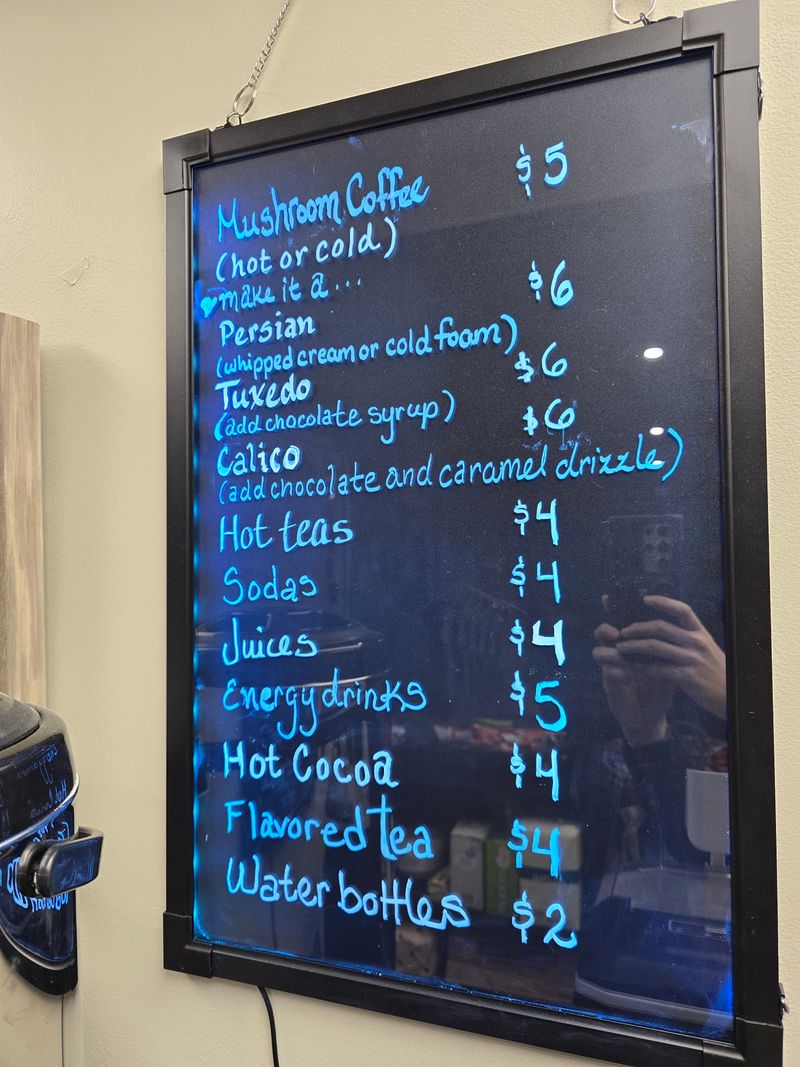 Mushroom Coffee $5
(hot or cold)
make it a...
Persian $6
(whipped cream or cold foam)
Tuxedo $6
(add chocolate syrup)
Calico $6
(add chocolate and caramel drizzle)
Hot teas $4
Sodas $4
Juices $4
Energy drinks $5
Hot Cocoa $4
Flavored tea $4
Water bottles $2